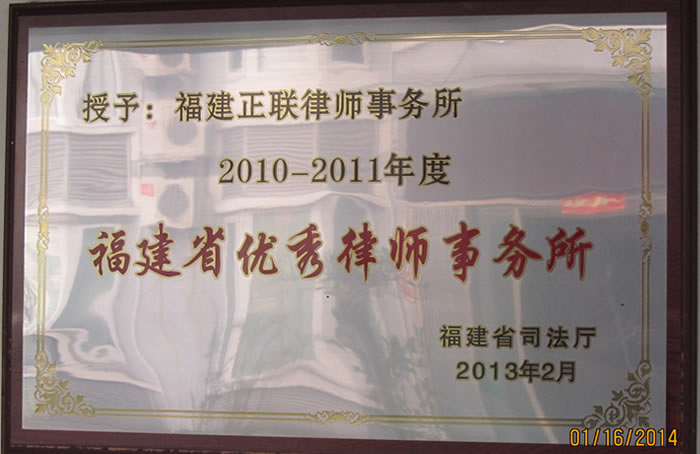 授予：福建正联律师事务所
2010-2011年度
福建省优秀律师事务所
福建省司法厅
2013年2月
01/16/2014